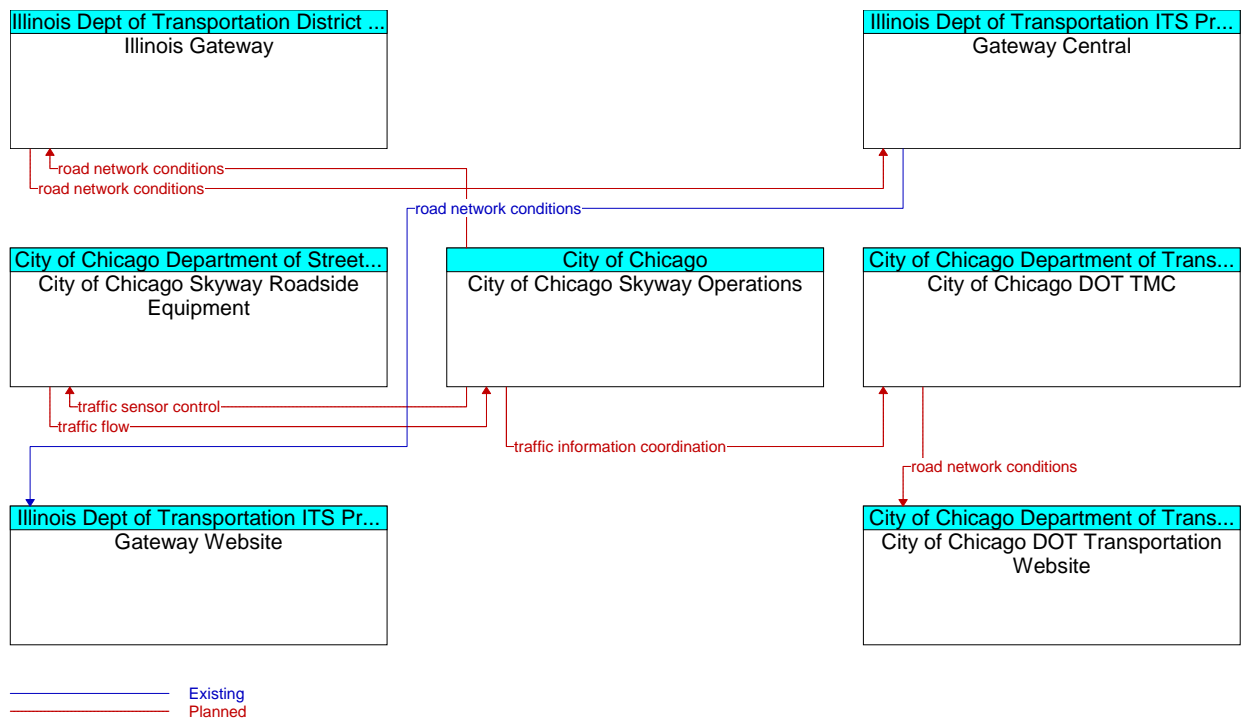 Illinois Dept of Transportation District ...
Illinois Gateway
Illinois Dept of Transportation ITS Pr...
Gateway Central
road network conditions
road network conditions
road network conditions
City of Chicago Department of Street...
City of Chicago Skyway Roadside
Equipment
City of Chicago
City of Chicago Skyway Operations
City of Chicago Department of Trans...
City of Chicago DOT TMC
traffic sensor control
traffic flow
traffic information coordination
road network conditions
Illinois Dept of Transportation ITS Pr...
Gateway Website
City of Chicago Department of Trans...
City of Chicago DOT Transportation
Website
Existing
Planned